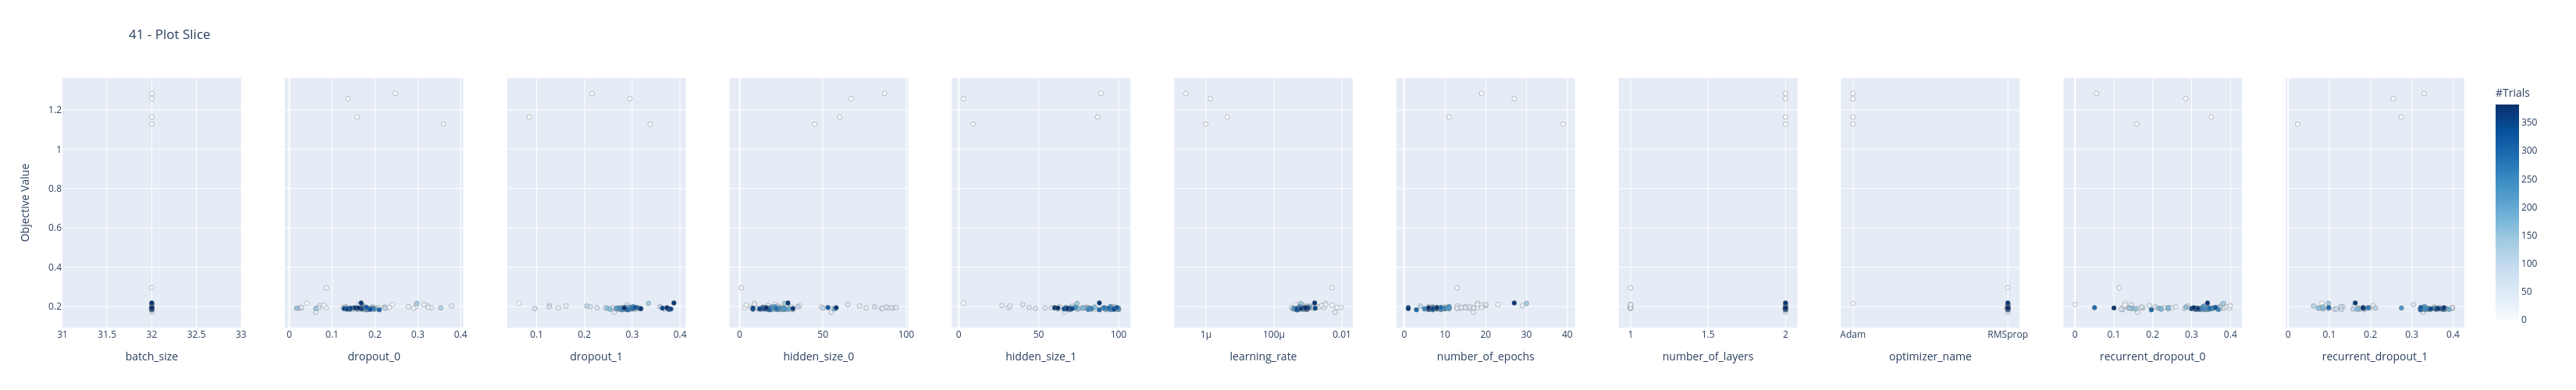 41 - Plot Slice
#Trials
Objective Value
1.2
1
0.8
0.6
0.4
0.2
350
300
250
200
150
100
50
0
31 31.5 32 32.5 33
0 0.1 0.2 0.3 0.4
0.1 0.2 0.3 0.4
0 50 100
0 50 100
1μ 100μ 0.01
0 10 20 30 40
1 1.5 2
Adam RMSprop
0 0.1 0.2 0.3 0.4
0 0.1 0.2 0.3 0.4
batch_size
dropout_0
dropout_1
hidden_size_0
hidden_size_1
learning_rate
number_of_epochs
number_of_layers
optimizer_name
recurrent_dropout_0
recurrent_dropout_1